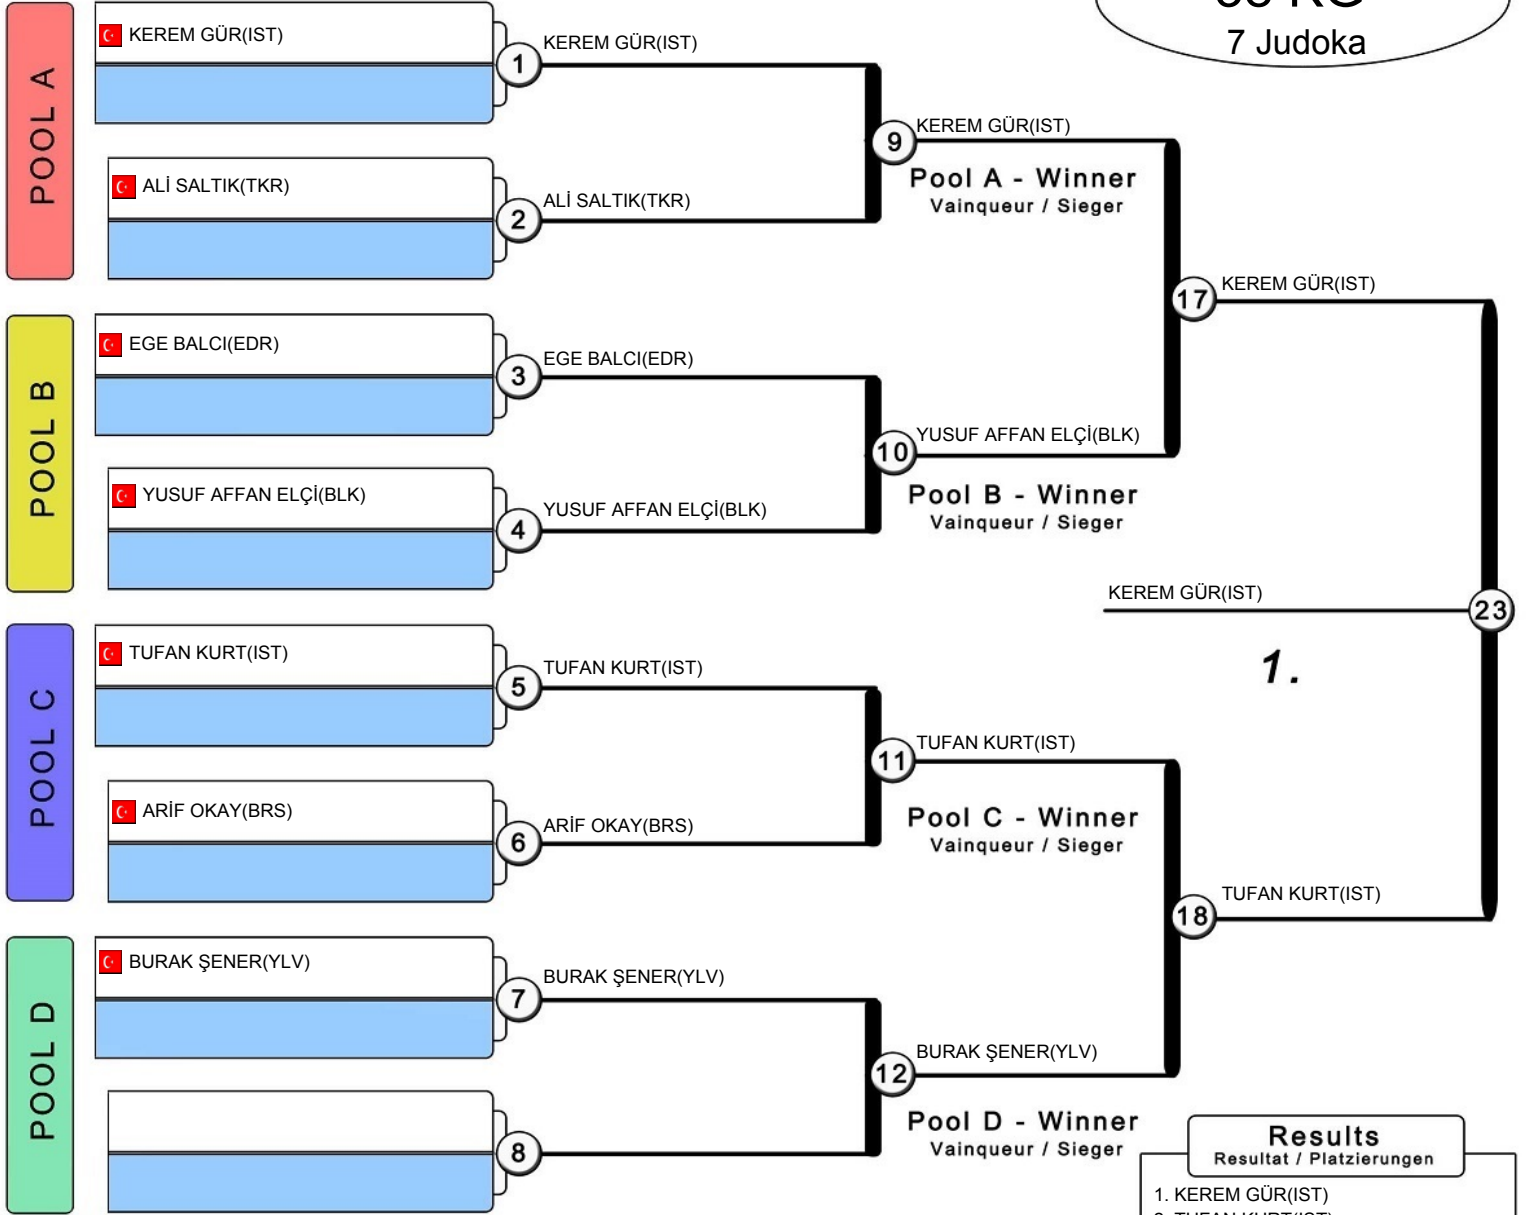 KG
7 Judoka
POOL A
KEREM GÜR(IST)
1
KEREM GÜR(IST)
ALİ SALTIK(TKR)
2
ALİ SALTIK(TKR)
9
KEREM GÜR(IST)
Pool A - Winner
Vainqueur / Sieger
POOL B
EGE BALCI(EDR)
3
EGE BALCI(EDR)
YUSUF AFFAN ELÇİ(BLK)
4
YUSUF AFFAN ELÇİ(BLK)
10
YUSUF AFFAN ELÇİ(BLK)
Pool B - Winner
Vainqueur / Sieger
17
KEREM GÜR(IST)
KEREM GÜR(IST)
23
1.
POOL C
TUFAN KURT(IST)
5
TUFAN KURT(IST)
ARİF OKAY(BRS)
6
ARİF OKAY(BRS)
11
TUFAN KURT(IST)
Pool C - Winner
Vainqueur / Sieger
18
TUFAN KURT(IST)
POOL D
BURAK ŞENER(YLV)
7
BURAK ŞENER(YLV)
8
12
BURAK ŞENER(YLV)
Pool D - Winner
Vainqueur / Sieger
Results
Resultat / Platzierungen
1. KEREM GÜR(IST)
2. TUFAN KURT(IST)